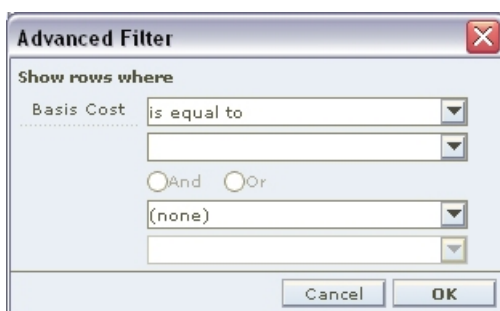 Advanced Filter
Show rows where
Basis Cost is equal to
And Or
(none)
Cancel OK